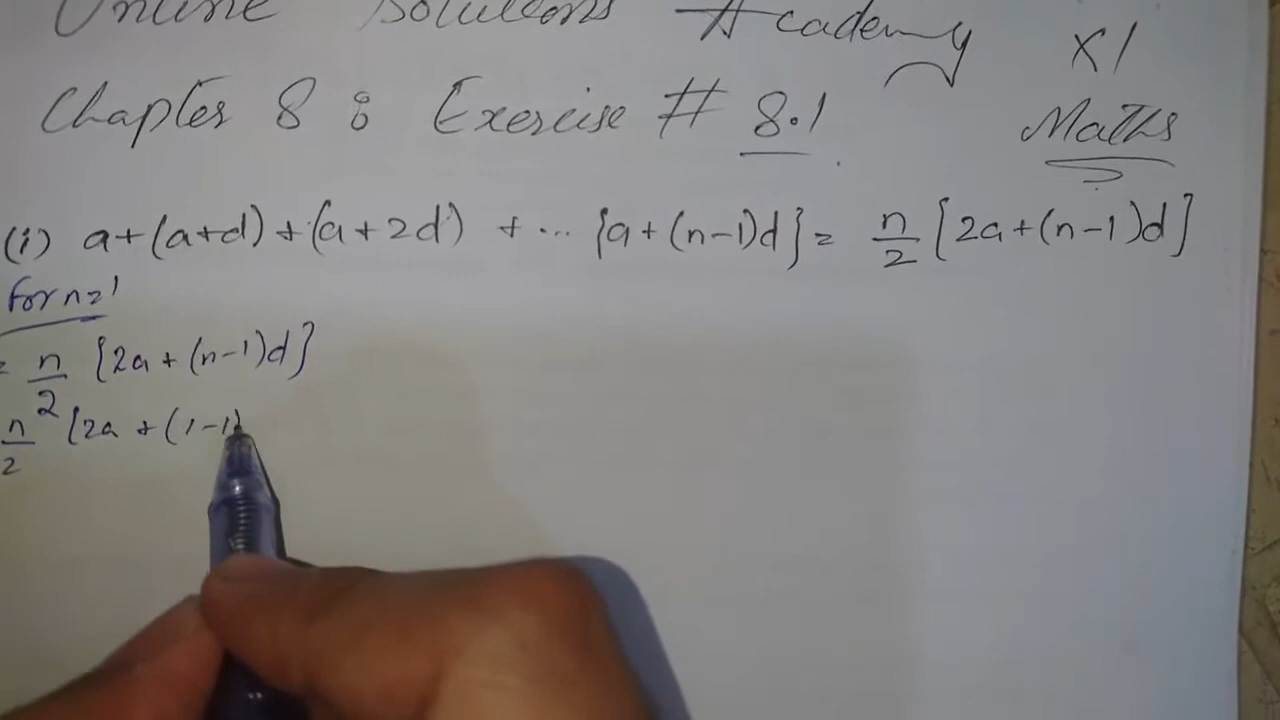 Online Solutions Academy XI
Chapter 8 : Exercise # 8.1 Maths
(i) a+(a+d)+(a+2d) + ... {a+(n-1)d} = n/2 [2a+(n-1)d]
for n=1
= n/2 {2a+(n-1)d}
n/2 [2a + (1-1)